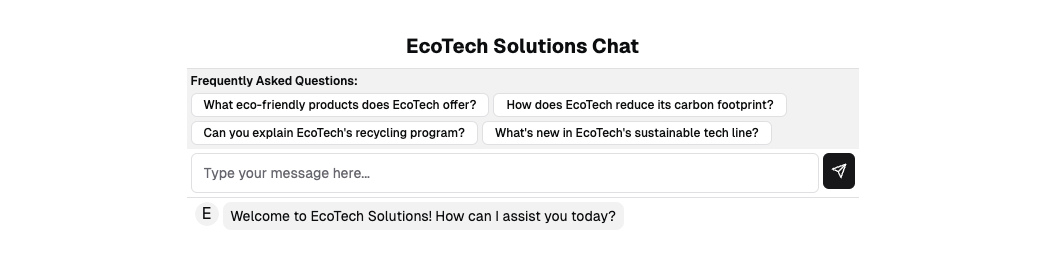 EcoTech Solutions Chat
Frequently Asked Questions:
What eco-friendly products does EcoTech offer? How does EcoTech reduce its carbon footprint?
Can you explain EcoTech's recycling program? What's new in EcoTech's sustainable tech line?
Type your message here...
E Welcome to EcoTech Solutions! How can I assist you today?